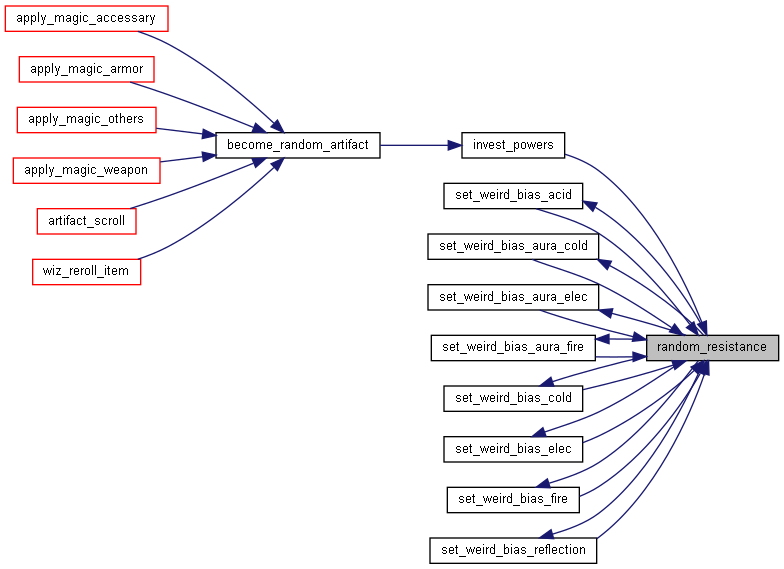 apply_magic_accessary
apply_magic_armor
apply_magic_others
apply_magic_weapon
artifact_scroll
wiz_reroll_item
become_random_artifact
invest_powers
set_weird_bias_acid
set_weird_bias_aura_cold
set_weird_bias_aura_elec
set_weird_bias_aura_fire
set_weird_bias_cold
set_weird_bias_elec
set_weird_bias_fire
set_weird_bias_reflection
random_resistance